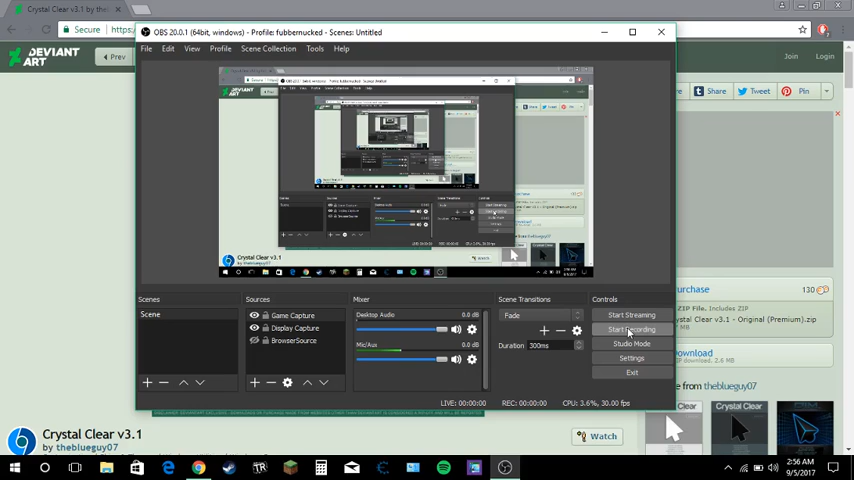 Crystal Clear v3.1 by the
Secure
https
DEVIANT
ART
Prev
Join
Login
Share
Tweet
Pin
OBS 20.0.1 (64bit, windows) - Profile: fubbernucked - Scenes: Untitled
File Edit View Profile Scene Collection Tools Help
Scenes
Scene
Sources
Game Capture
Display Capture
BrowserSource
Mixer
Desktop Audio 0.0 dB
Mic/Aux 0.0 dB
Scene Transitions
Fade
Duration 300ms
Controls
Start Streaming
Start Recording
Studio Mode
Settings
Exit
LIVE: 00:00:00 REC: 00:00:00 CPU: 3.6%, 30.00 fps
Crystal Clear v3.1
urchase 130
ZIP File. Includes ZIP
rystal Clear v3.1 - Original (Premium).zip
ownload
download, 2.6 MB
re from theblueguy07
Clear
Crystal Clear
Crystal Clear v3.1
by theblueguy07
Watch
2:56 AM
9/5/2017